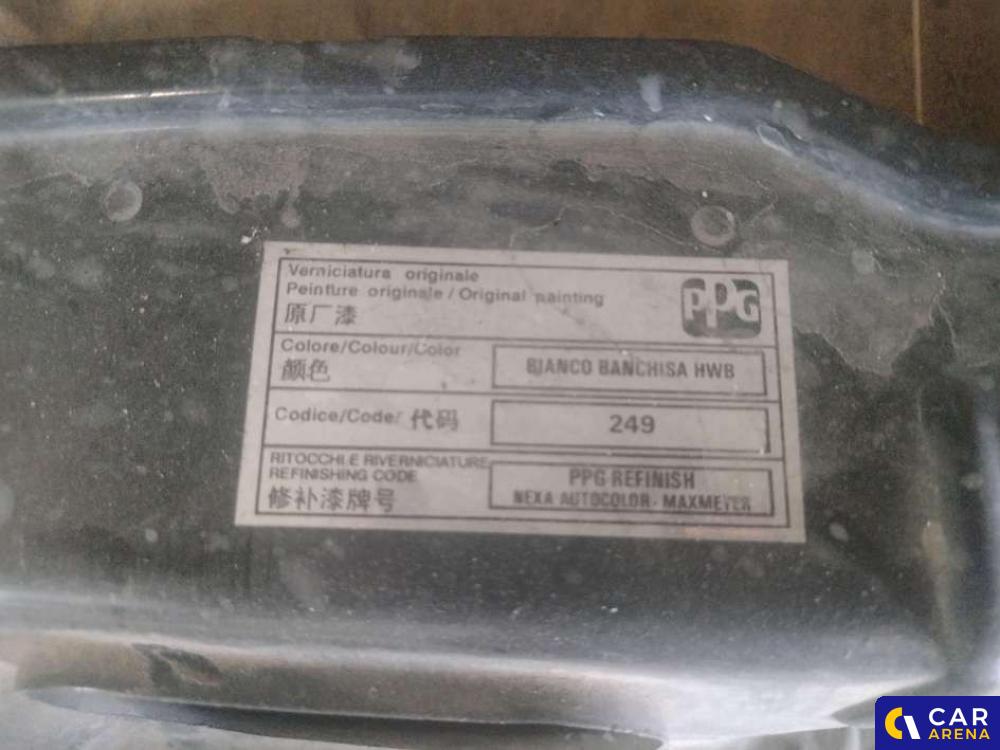 Verniciatura originale
Peinture originale / Original painting
原厂漆
PPG
Colore/Colour/Color
颜色
BIANCO BANCHISA HWB
Codice/Code/ 代码
249
RITOCCHI E RIVERNICIATURE
REFINISHING CODE
修补漆牌号
PPG REFINISH
NEXA AUTOCOLOR - MAXMEYER
CAR
ARENA